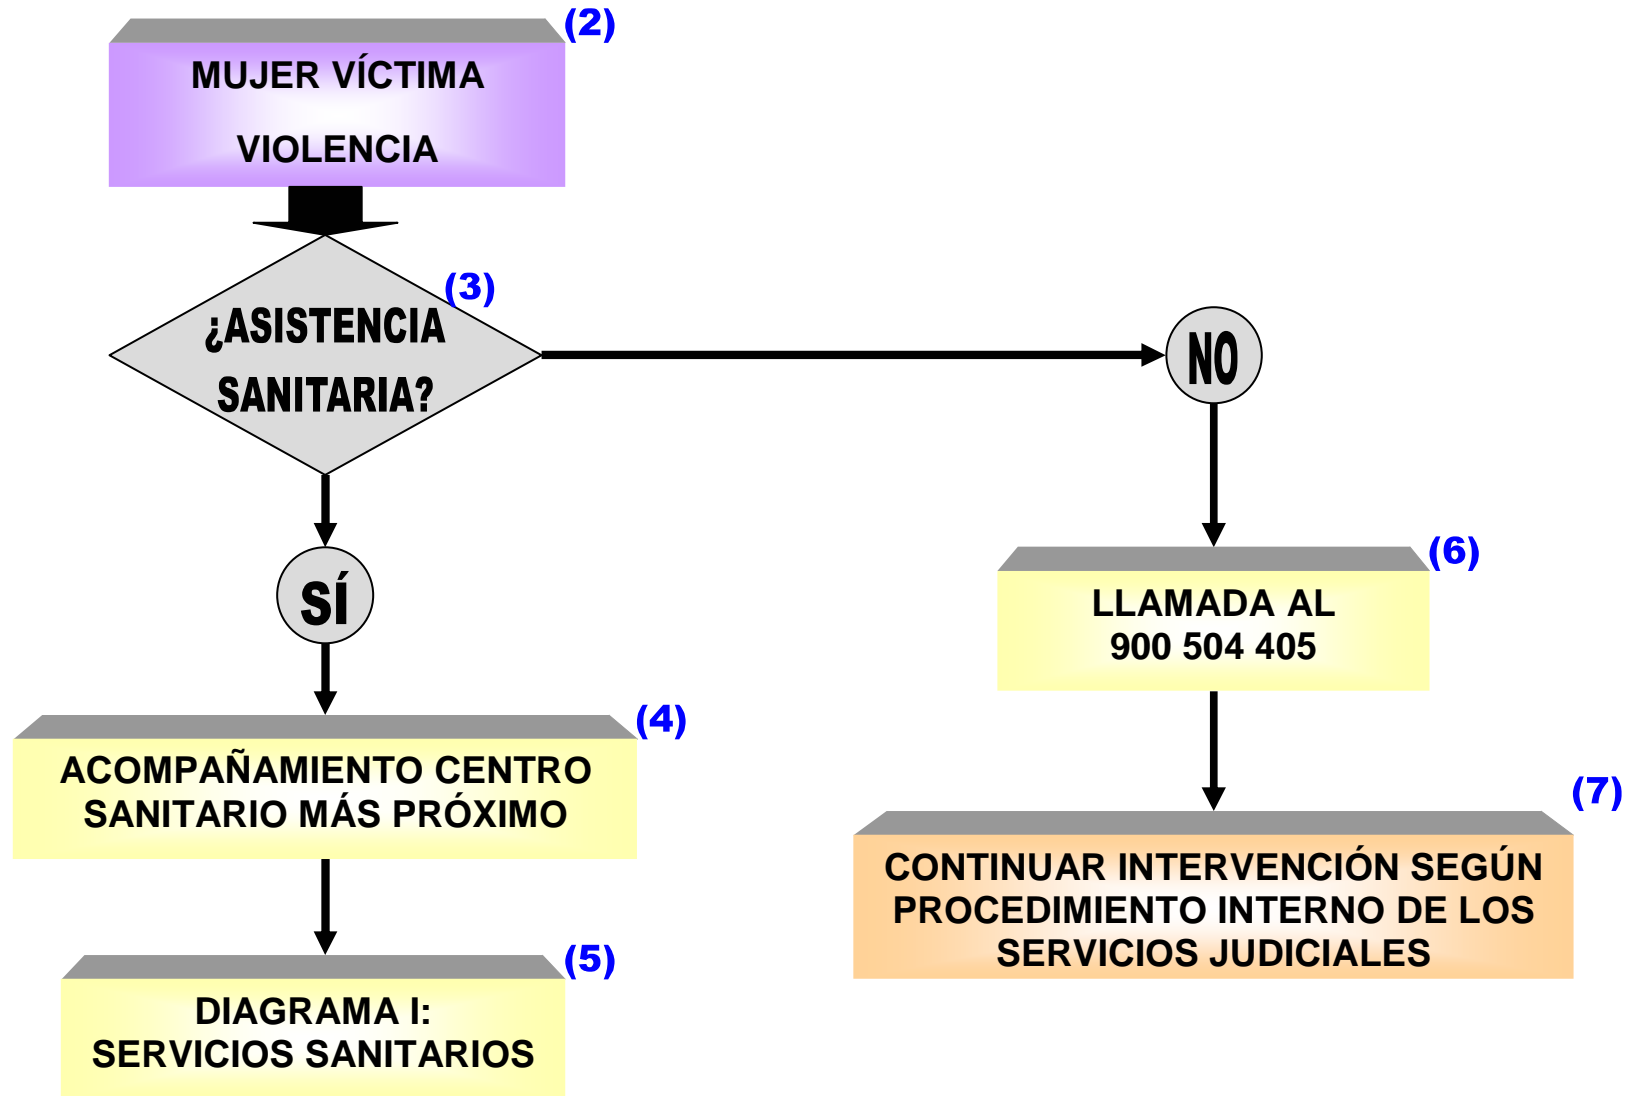 (2)
MUJER VÍCTIMA
VIOLENCIA
(3)
¿ASISTENCIA
SANITARIA?
NO
SÍ
(6)
LLAMADA AL
900 504 405
(4)
ACOMPAÑAMIENTO CENTRO
SANITARIO MÁS PRÓXIMO
(7)
CONTINUAR INTERVENCIÓN SEGÚN
PROCEDIMIENTO INTERNO DE LOS
SERVICIOS JUDICIALES
(5)
DIAGRAMA I:
SERVICIOS SANITARIOS